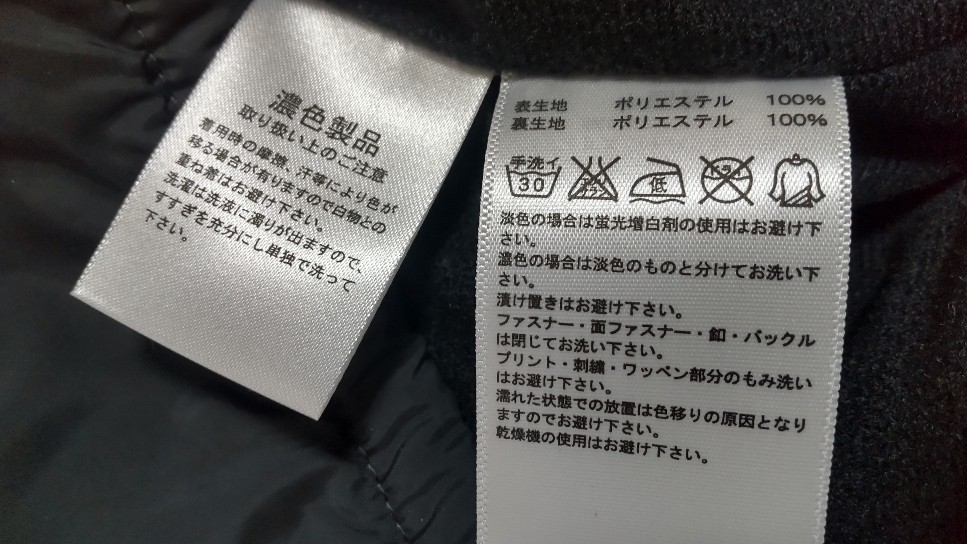 濃色製品
取り扱い上のご注意
着用時の摩擦、汗等により色が
移る場合が有りますので白物との
重ね着はお避け下さい。
洗濯は洗液に濁りが出ますので、
すすぎを充分にし単独で洗って
下さい。
表生地 ポリエステル 100%
裏生地 ポリエステル 100%
手洗イ
30
低
淡色の場合は蛍光増白剤の使用はお避け下
さい。
濃色の場合は淡色のものと分けてお洗い下
さい。
漬け置きはお避け下さい。
ファスナー・面ファスナー・釦・バックル
は閉じてお洗い下さい。
プリント・刺繍・ワッペン部分のもみ洗い
はお避け下さい。
濡れた状態での放置は色移りの原因となり
ますのでお避け下さい。
乾燥機の使用はお避け下さい。